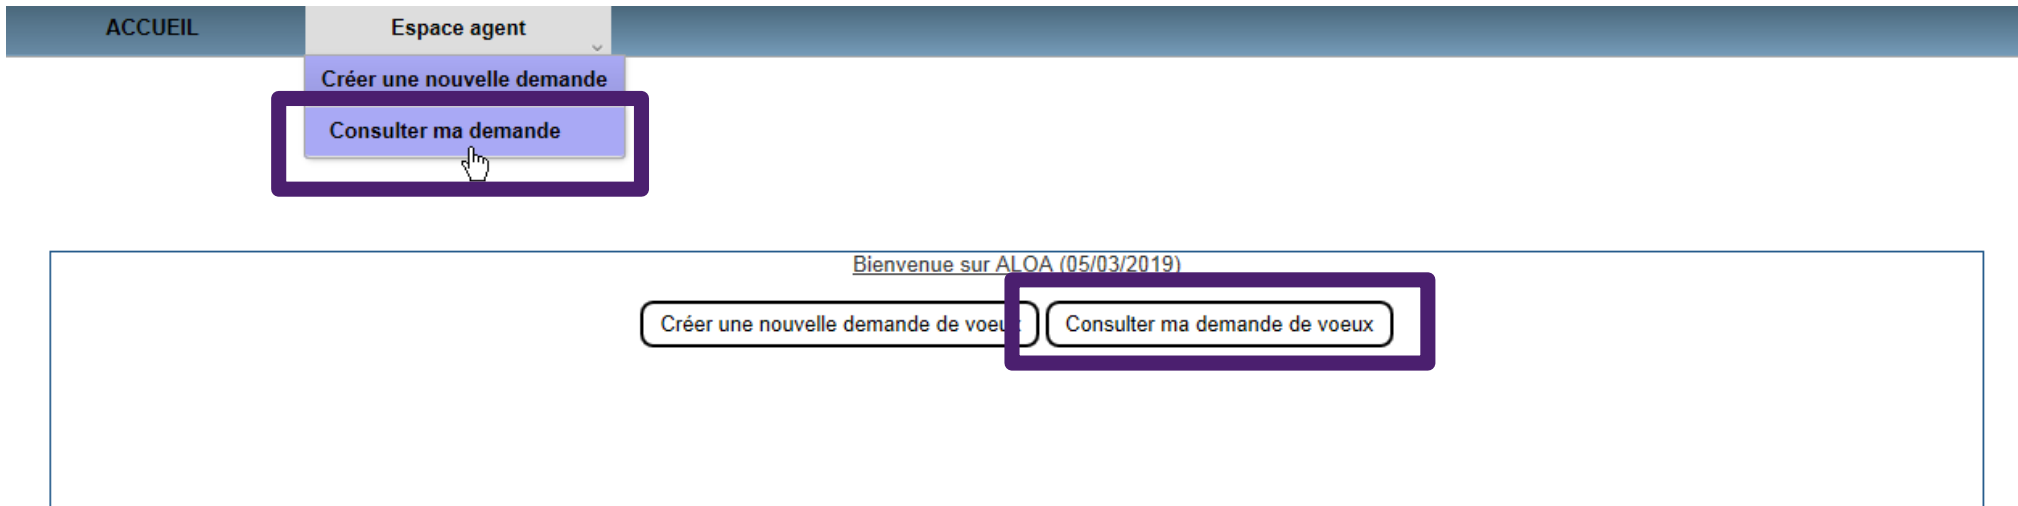 ACCUEIL Espace agent
Créer une nouvelle demande
Consulter ma demande
Bienvenue sur ALOA (05/03/2019)
Créer une nouvelle demande de voeux Consulter ma demande de voeux